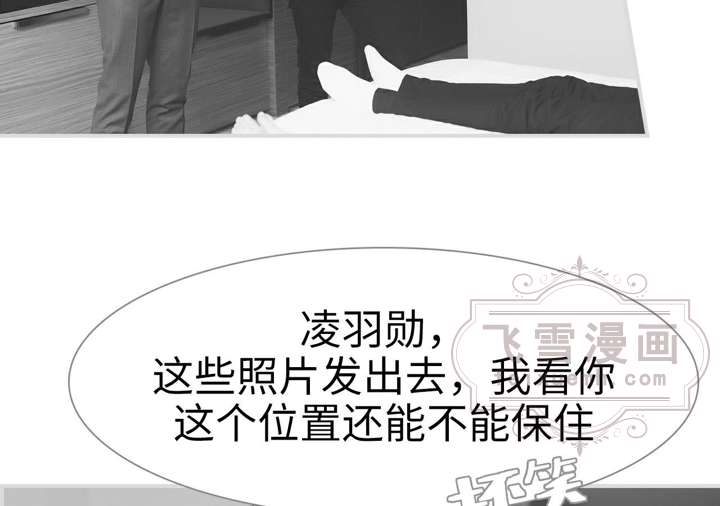 凌羽勋，
这些照片发出去，我看你
这个位置还能不能保住
飞雪漫画
坏笑